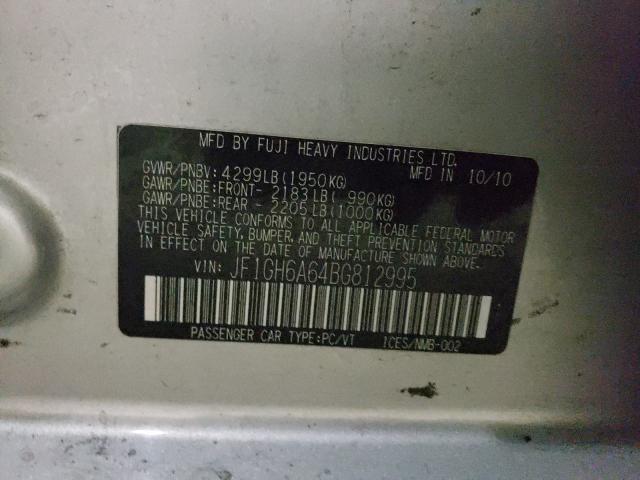 MFD BY FUJI HEAVY INDUSTRIES LTD.
MFD IN 10/10
GVWR/PNBV: 4299LB(1950KG)
GAWR/PNBE:FRONT- 2183LB( 990KG)
GAWR/PNBE:REAR - 2205LB(1000KG)
THIS VEHICLE CONFORMS TO ALL APPLICABLE FEDERAL MOTOR
VEHICLE SAFETY, BUMPER, AND THEFT PREVENTION STANDARDS
IN EFFECT ON THE DATE OF MANUFACTURE SHOWN ABOVE.
VIN: JF1GH6A64BG812995
PASSENGER CAR TYPE:PC/VT 1CES/NMB-002